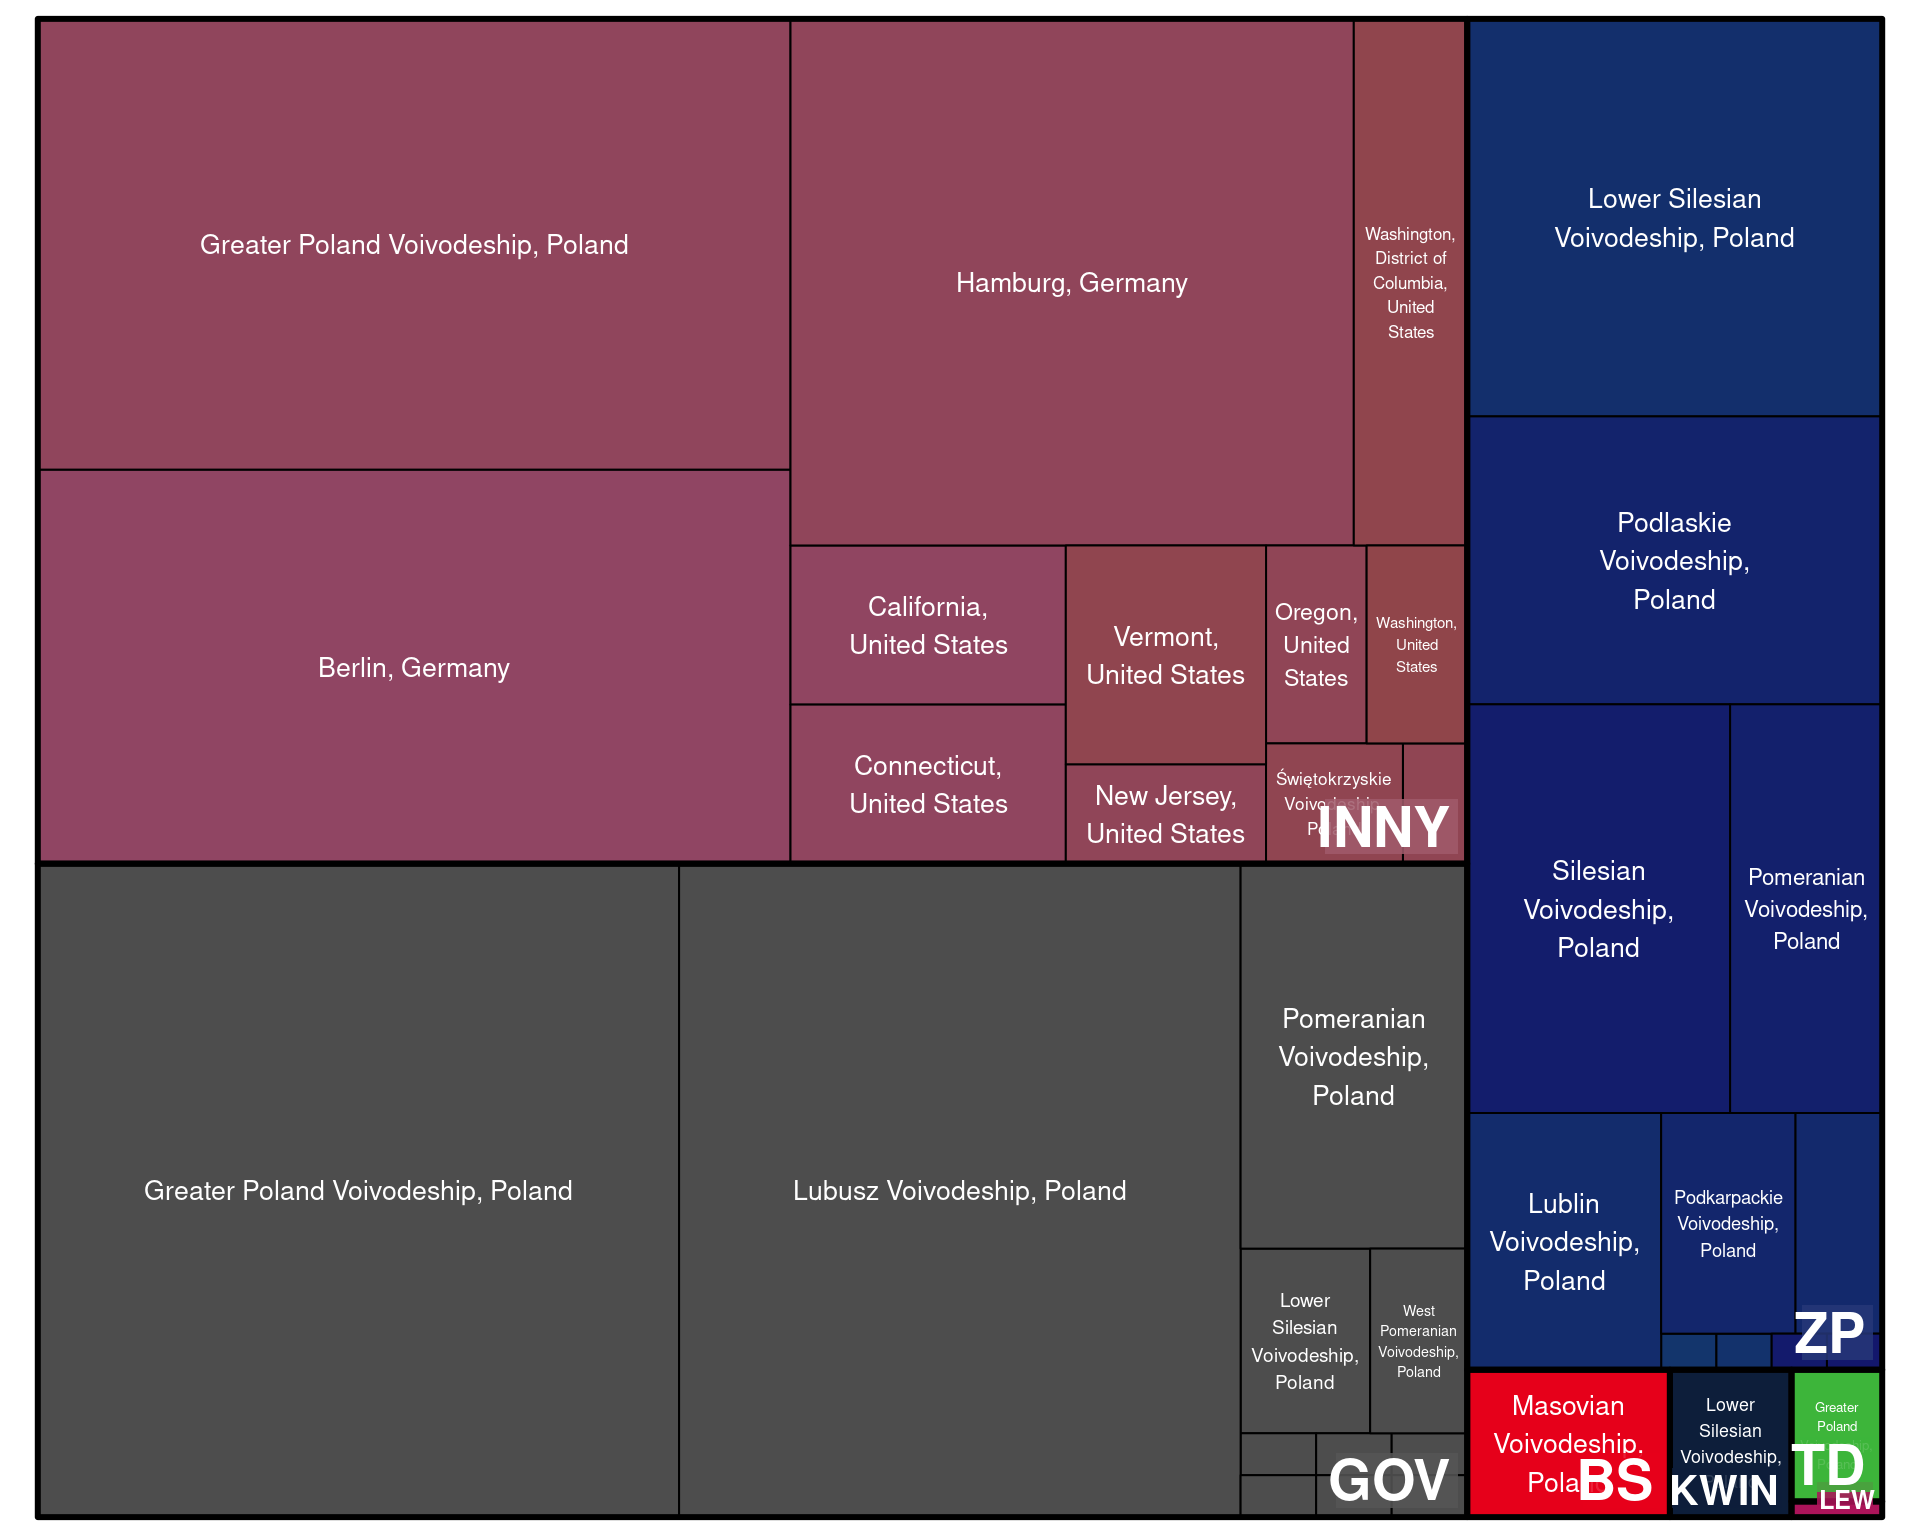 Greater Poland Voivodeship, Poland
Hamburg, Germany
Washington,
District of
Columbia,
United
States
Berlin, Germany
California,
United States
Connecticut,
United States
Vermont,
United States
New Jersey,
United States
Oregon,
United
States
Washington,
United
States
Świętokrzyskie
INNY
Greater Poland Voivodeship, Poland
Lubusz Voivodeship, Poland
Pomeranian
Voivodeship,
Poland
Lower
Silesian
Voivodeship,
Poland
West
Pomeranian
Voivodeship,
Poland
GOV
Lower Silesian
Voivodeship, Poland
Podlaskie
Voivodeship,
Poland
Silesian
Voivodeship,
Poland
Pomeranian
Voivodeship,
Poland
Lublin
Voivodeship,
Poland
Podkarpackie
Voivodeship,
Poland
ZP
Masovian
Voivodeship,
BS
Lower
Silesian
Voivodeship,
KWIN
Greater
Poland
TD
LEW